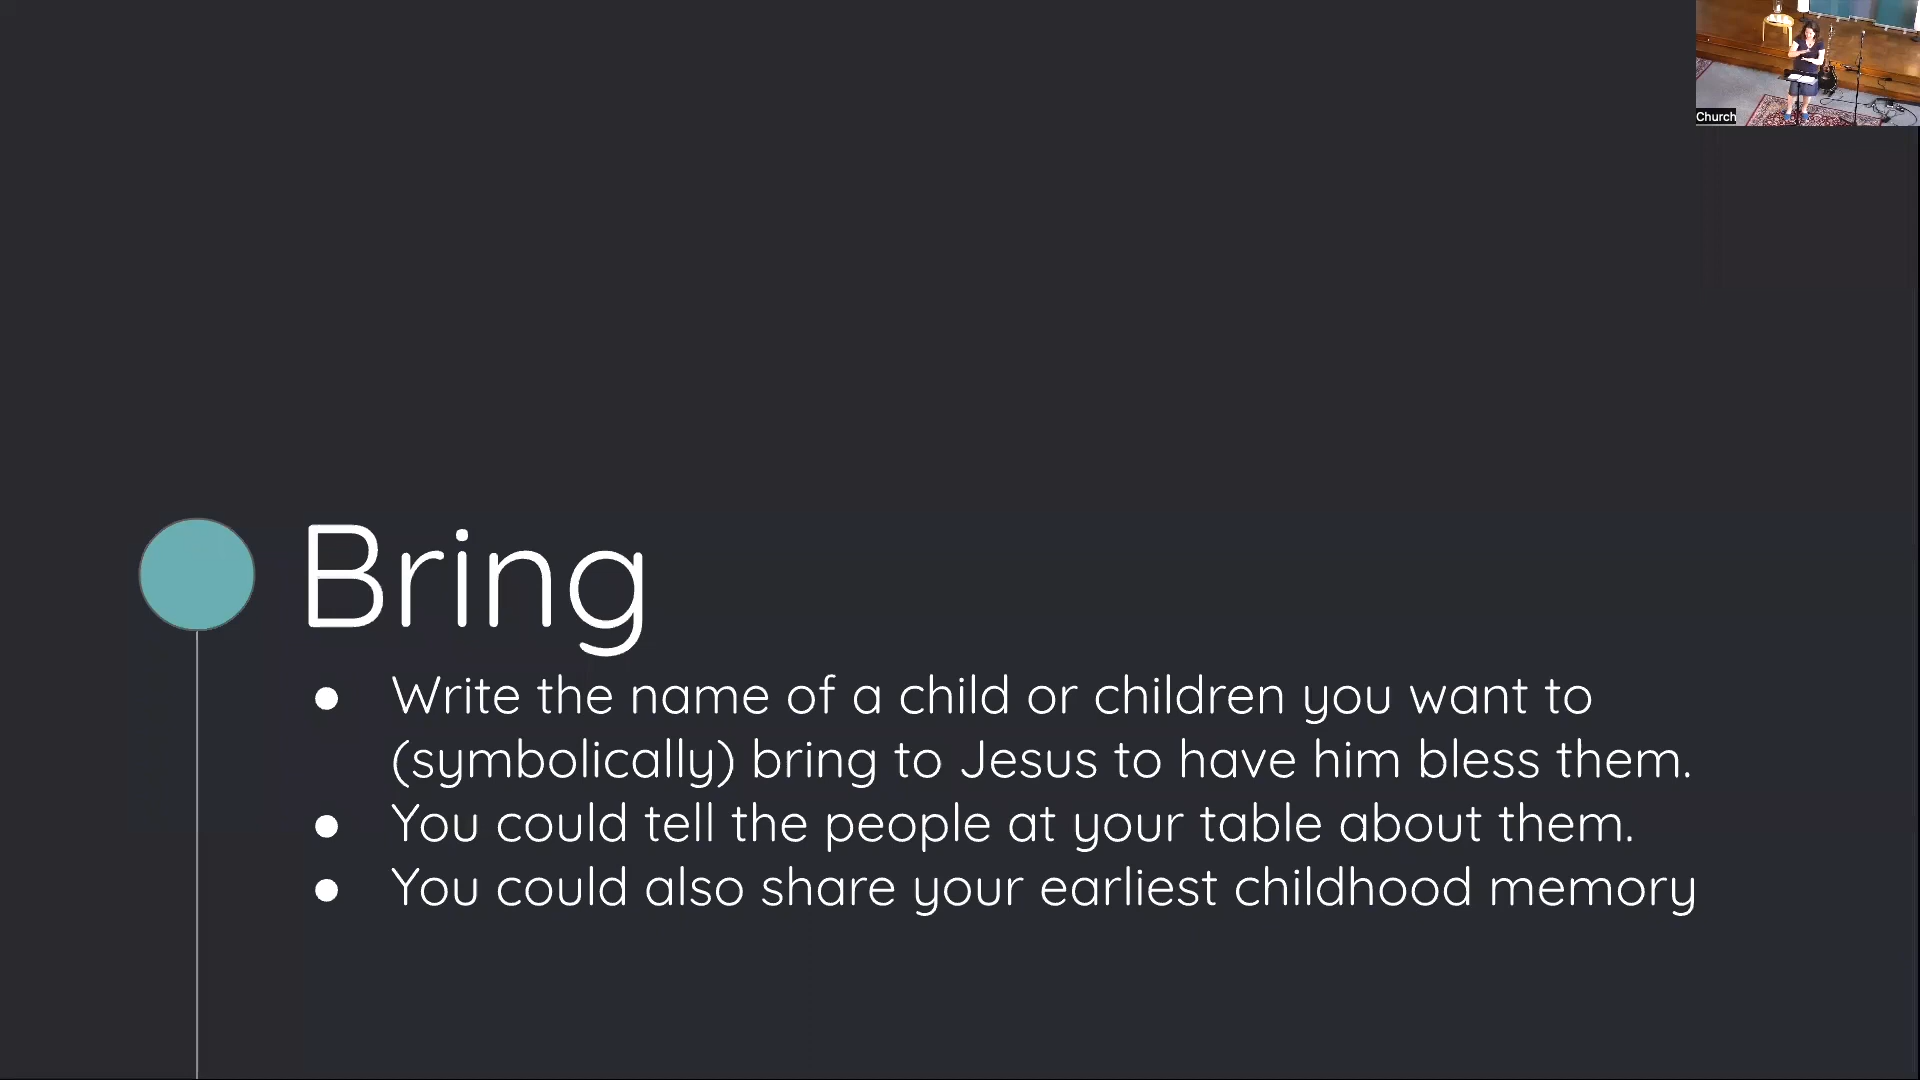 Church
Bring
● Write the name of a child or children you want to
(symbolically) bring to Jesus to have him bless them.
● You could tell the people at your table about them.
● You could also share your earliest childhood memory